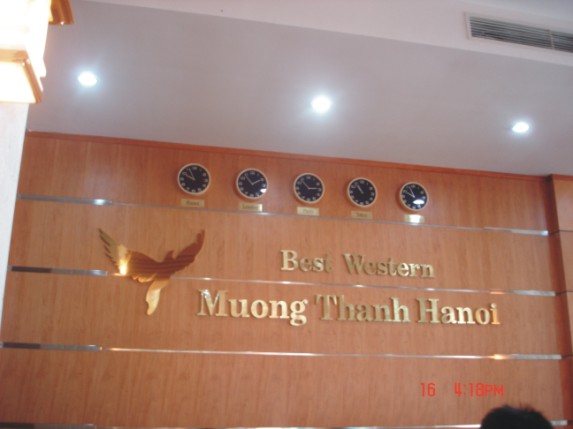 Best Western
Muong Thanh Hanoi
16 4:18PM